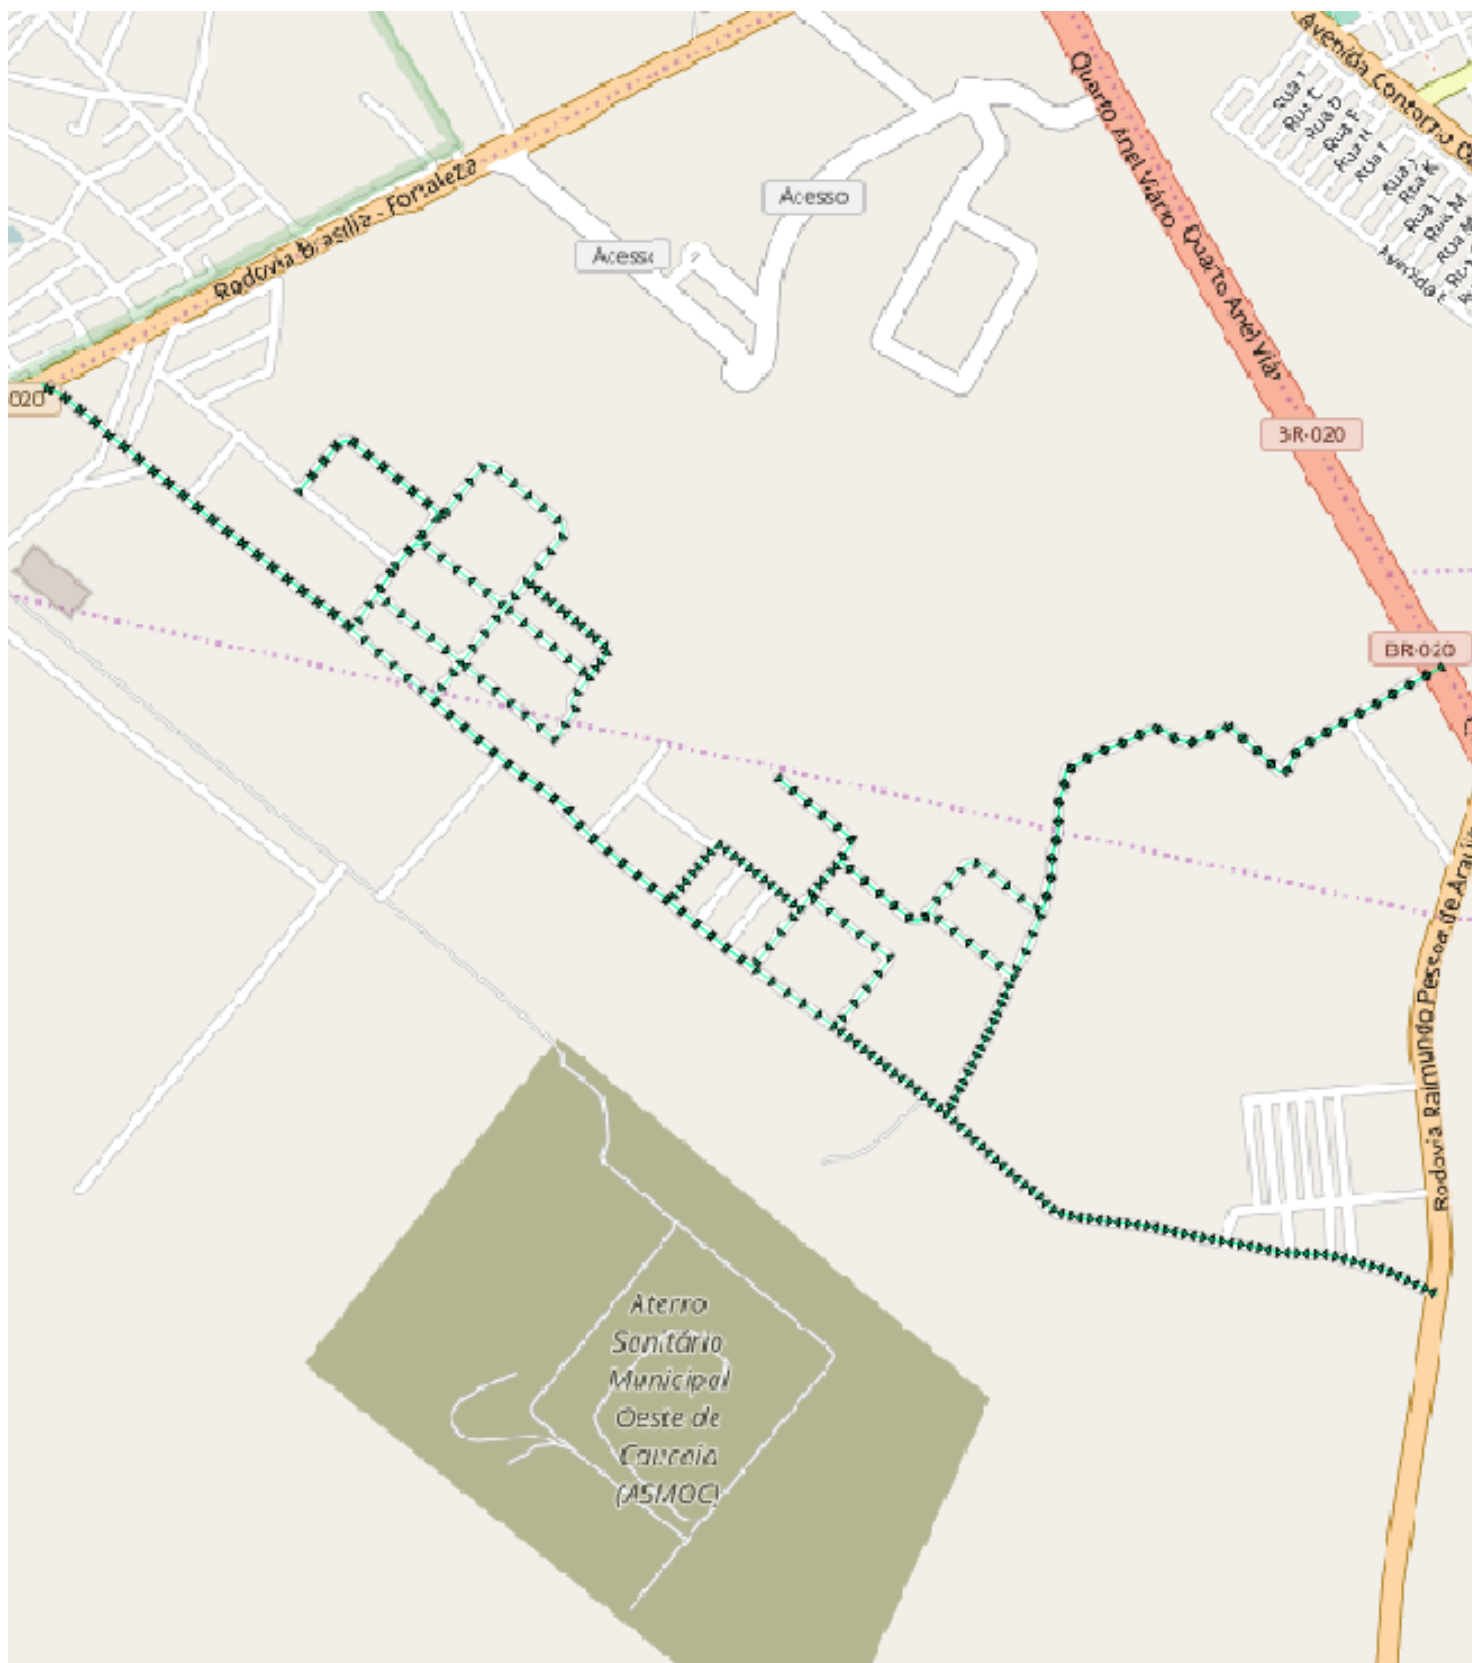 Avenida Contorno
Rua C
Rua D
Rua E
Rua H
Rua K
Rua L
Rua M
Quarto Anel Viário
Acesso
Rodovia Brasília - Fortaleza
Acesso
Quarto Anel Viár
020
BR-020
BR-020
Rodovia Raimundo Pessoa de Araújo
Aterro
Sanitário
Municipal
Oeste de
Caucaia
(ASMOC)